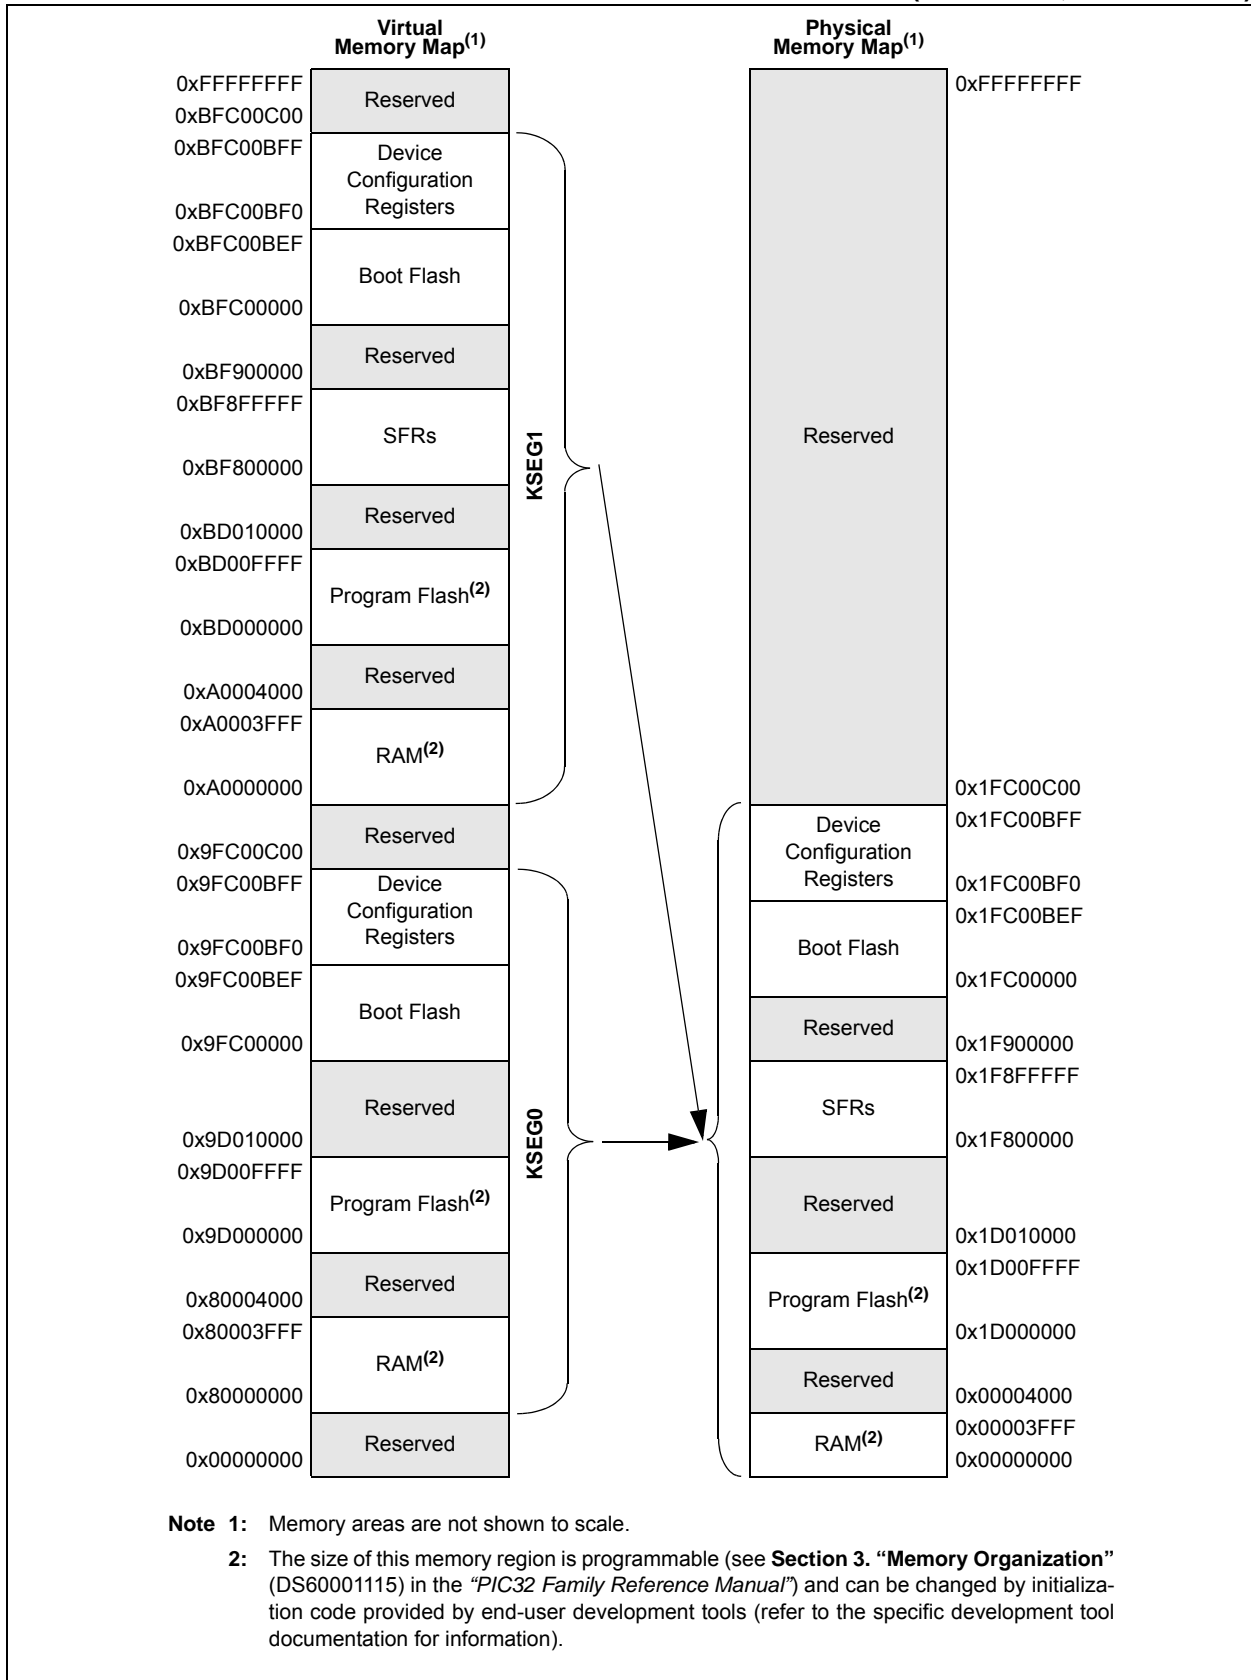 Virtual
Memory Map(1)
Physical
Memory Map(1)
0xFFFFFFFF
Reserved
0xBFC00C00
0xBFC00BFF
Device
Configuration
Registers
0xBFC00BF0
0xBFC00BEF
Boot Flash
0xBFC00000
Reserved
0xBF900000
0xBF8FFFFF
SFRs
0xBF800000
Reserved
0xBD010000
0xBD00FFFF
Program Flash(2)
0xBD000000
Reserved
0xA0004000
0xA0003FFF
RAM(2)
0xA0000000
KSEG1
Reserved
0x9FC00C00
0x9FC00BFF
Device
Configuration
Registers
0x9FC00BF0
0x9FC00BEF
Boot Flash
0x9FC00000
Reserved
0x9D010000
0x9D00FFFF
Program Flash(2)
0x9D000000
Reserved
0x80004000
0x80003FFF
RAM(2)
0x80000000
KSEG0
Reserved
0x00000000
0xFFFFFFFF
Reserved
0x1FC00C00
Device
Configuration
Registers
0x1FC00BFF
0x1FC00BF0
0x1FC00BEF
Boot Flash
0x1FC00000
Reserved
0x1F900000
0x1F8FFFFF
SFRs
0x1F800000
Reserved
0x1D010000
0x1D00FFFF
Program Flash(2)
0x1D000000
Reserved
0x00004000
0x00003FFF
RAM(2)
0x00000000
Note 1: Memory areas are not shown to scale.
2: The size of this memory region is programmable (see Section 3. “Memory Organization”
(DS60001115) in the “PIC32 Family Reference Manual”) and can be changed by initializa-
tion code provided by end-user development tools (refer to the specific development tool
documentation for information).